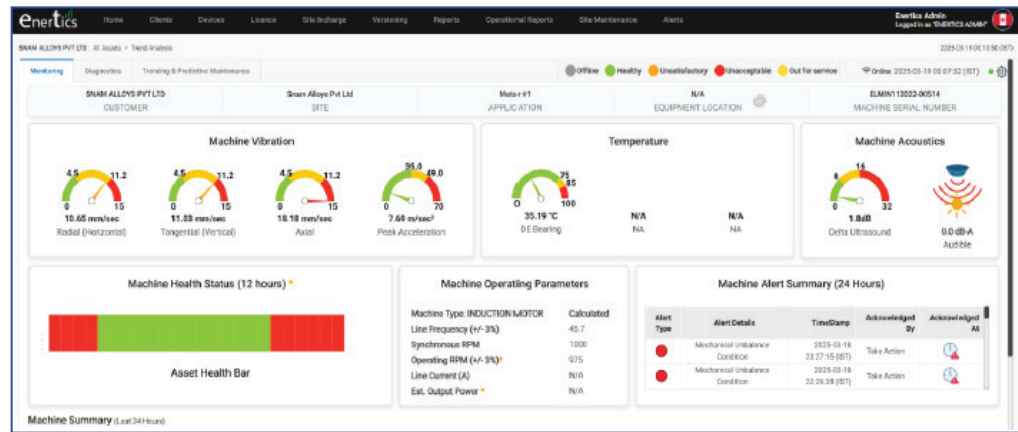 enertics Home Clients Devices Licence Site Incharge Versioning Reports Operational Reports Site Maintenance Alerts Enertics Admin
Logged in as "ENERTICS ADMIN"
SNAM ALLOYS PVT LTD : All Assets > Trend Analysis
Monitoring Diagnostics Trending & Predictive Maintenance Offline Healthy Unsatisfactory Unacceptable Out for service Online 2025-03-19 00:07:32 (IST)
SNAM ALLOYS PVT LTD Snam Alloys Pvt Ltd Motor #1 N/A ELMIN112022-00514
CUSTOMER SITE APPLICATION EQUIPMENT LOCATION MACHINE SERIAL NUMBER
Machine Vibration
4.5 11.2 0 15
10.65 mm/sec
Radial (Horizontal)
4.5 11.2 0 15
11.03 mm/sec
Tangential (Vertical)
4.5 11.2 0 15
18.18 mm/sec
Axial
35.0 49.0 0 70
7.69 m/sec²
Peak Acceleration
Temperature
75 85 0 100
35.19 °C
DE Bearing
N/A
NA
N/A
NA
Machine Acoustics
8 16 0 32
1.8dB
Delta Ultrasound
0.0 dB-A
Audible
Machine Health Status (12 hours) *
Asset Health Bar
Machine Operatiing Parameters
Machine Type: INDUCTION MOTOR Calculated
Line Frequency (+/- 3%) 45.7
Synchronous RPM 1000
Operating RPM (+/- 3%)* 975
Line Current (A) N/A
Est. Output Power * N/A
Machine Alert Summary (24 Hours)
Alert Type Alert Details TimeStamp Acknowledged By Acknowledged At
Mechanical Unbalance Condition 2025-03-18 23:27:15 (IST) Take Action
Mechanical Unbalance Condition 2025-03-18 22:26:38 (IST) Take Action
Machine Summary (Last 24 Hours)